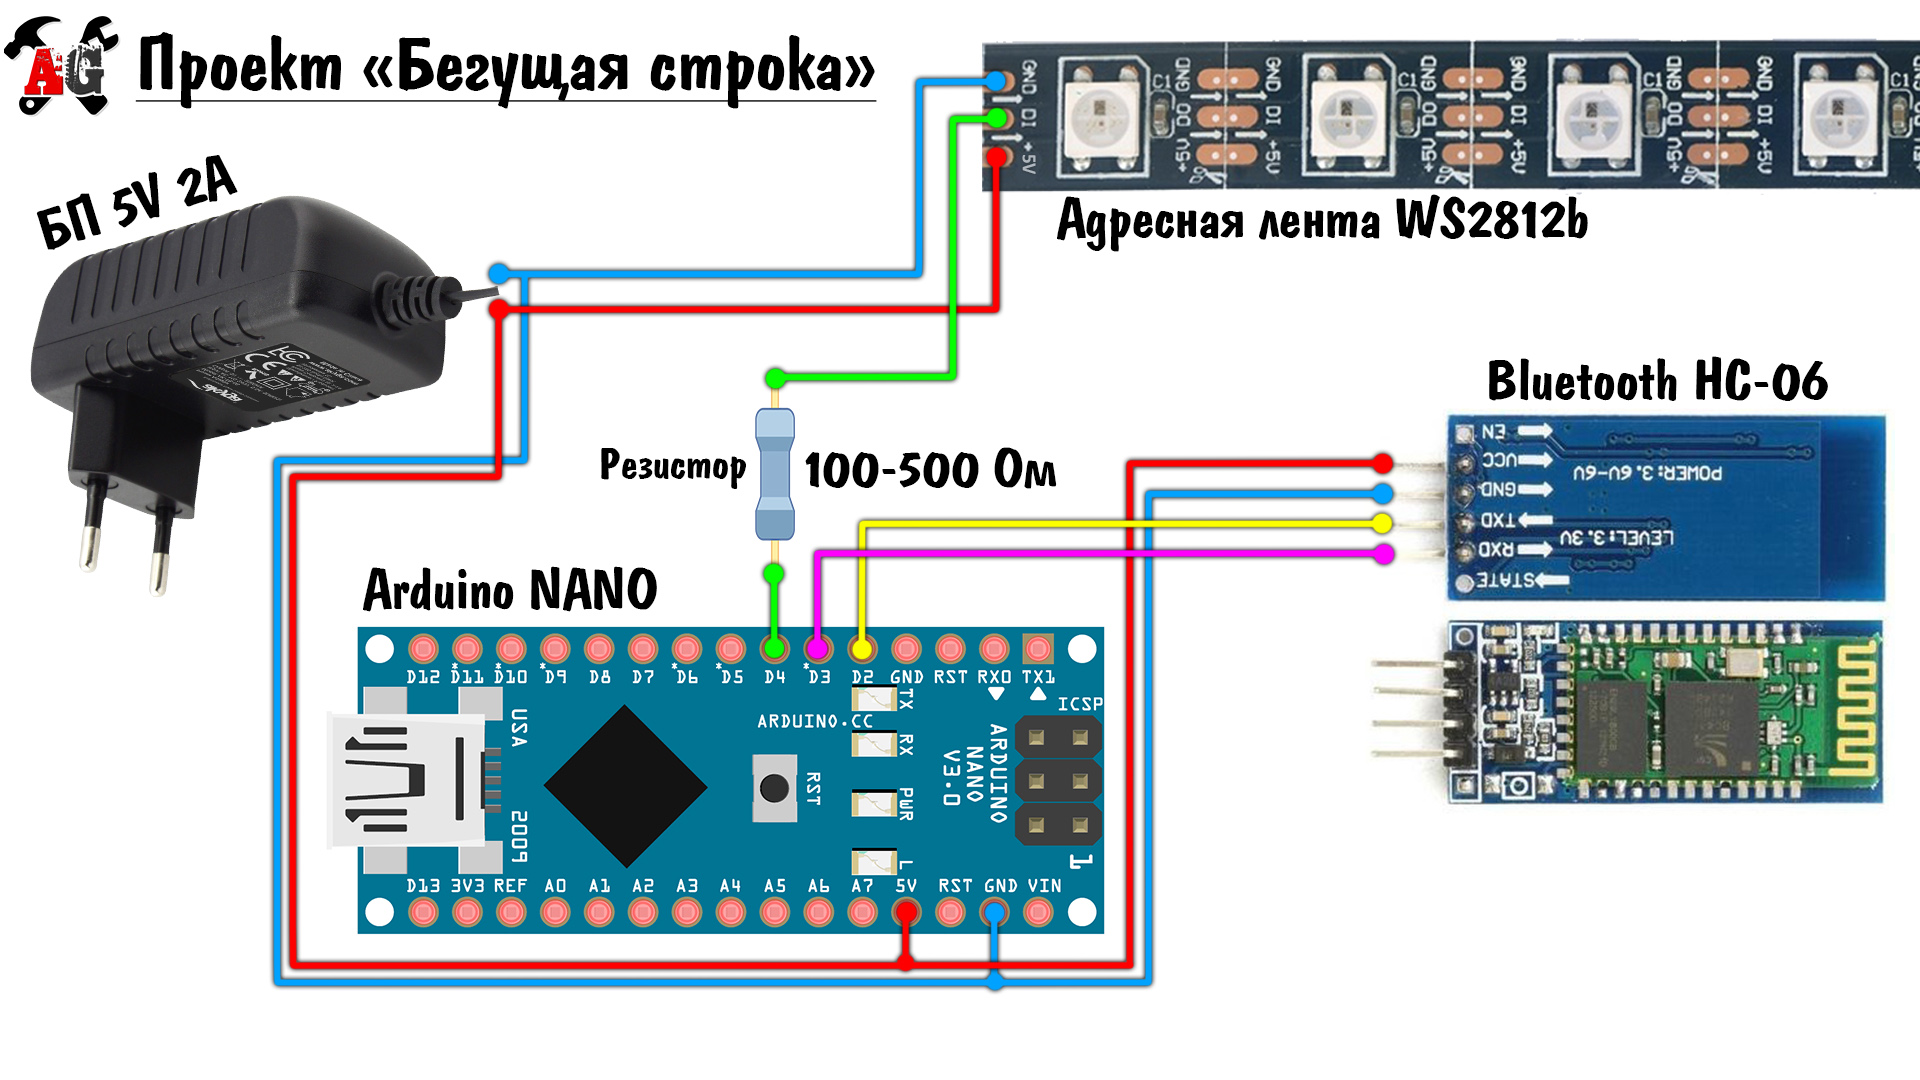 AG
Проект «Бегущая строка»
БП 5V 2A
GND DI +5V
C1
GND DO +5V
GND DI +5V
C1
GND DO +5V
GND DI +5V
C1
GND DO +5V
GND DI +5V
C1
Адресная лента WS2812b
Bluetooth HC-06
EN
VCC
GND
TXD
RXD
STATE
POWER:3.6V-6V
LEVEL:3.3V
Резистор
100-500 Ом
Arduino NANO
D12 *D11 *D10 *D9 D8 D7 *D6 *D5 D4 *D3 D2 GND RST RX0 TX1
TX
ICSP
USA
ARDUINO.CC
RX
ARDUINO
NANO
V3.0
RST
PWR
2009
L
1
D13 3V3 REF A0 A1 A2 A3 A4 A5 A6 A7 5V RST GND VIN